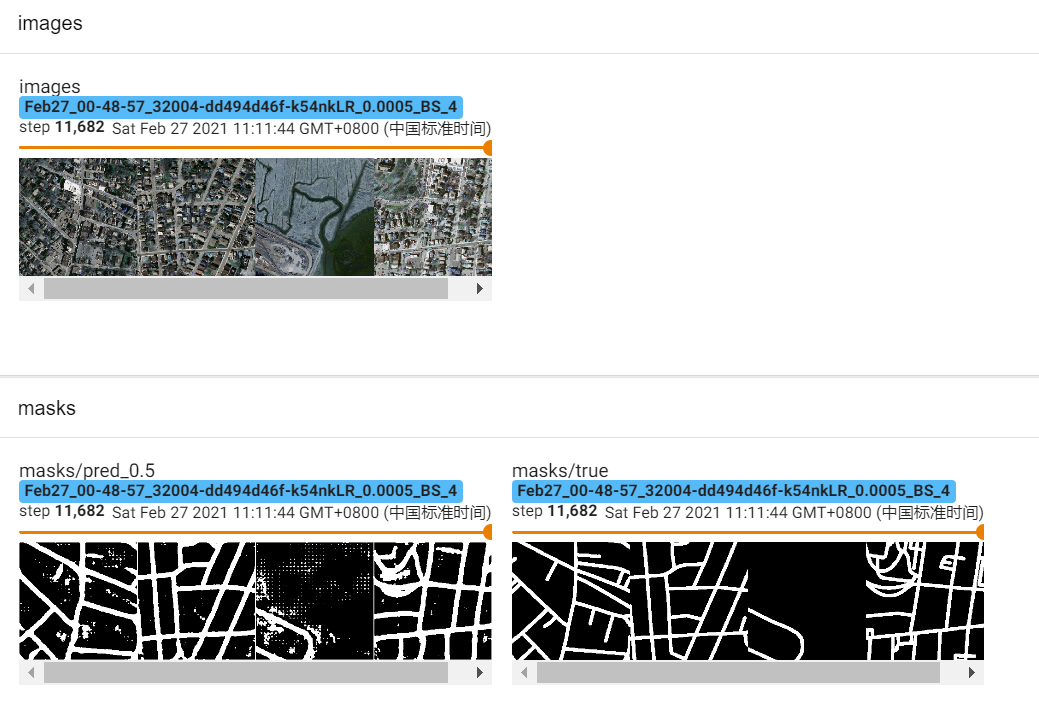 images
images
Feb27_00-48-57_32004-dd494d46f-k54nkLR_0.0005_BS_4
step 11,682 Sat Feb 27 2021 11:11:44 GMT+0800 (中国标准时间)
masks
masks/pred_0.5
Feb27_00-48-57_32004-dd494d46f-k54nkLR_0.0005_BS_4
step 11,682 Sat Feb 27 2021 11:11:44 GMT+0800 (中国标准时间)
masks/true
Feb27_00-48-57_32004-dd494d46f-k54nkLR_0.0005_BS_4
step 11,682 Sat Feb 27 2021 11:11:44 GMT+0800 (中国标准时间)